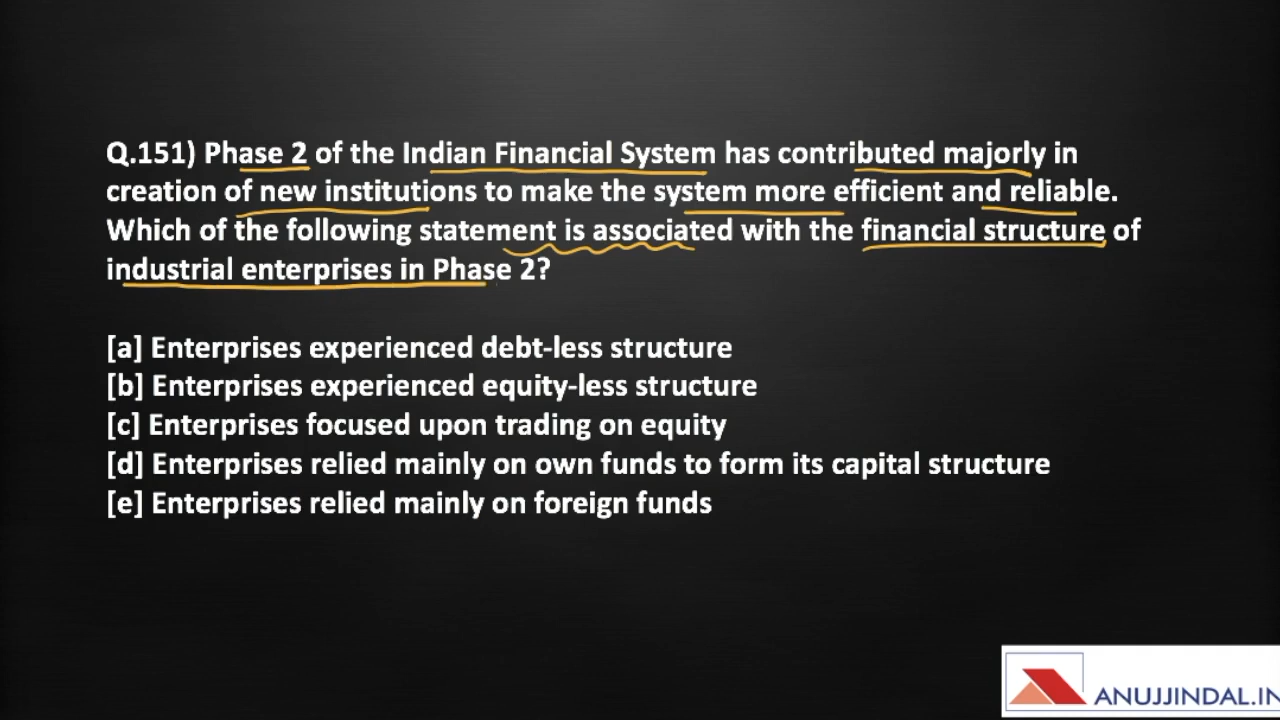 Q.151) Phase 2 of the Indian Financial System has contributed majorly in
creation of new institutions to make the system more efficient and reliable.
Which of the following statement is associated with the financial structure of
industrial enterprises in Phase 2?
[a] Enterprises experienced debt-less structure
[b] Enterprises experienced equity-less structure
[c] Enterprises focused upon trading on equity
[d] Enterprises relied mainly on own funds to form its capital structure
[e] Enterprises relied mainly on foreign funds
ANUJJINDAL.IN